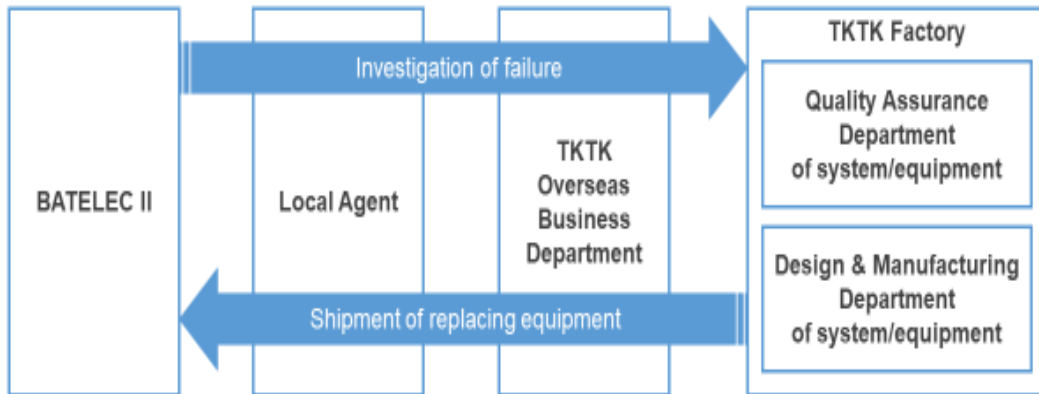 TKTK Factory
Investigation of failure
Quality Assurance
Department
of system/equipment
BATELEC II
Local Agent
TKTK
Overseas
Business
Department
Design & Manufacturing
Department
of system/equipment
Shipment of replacing equipment